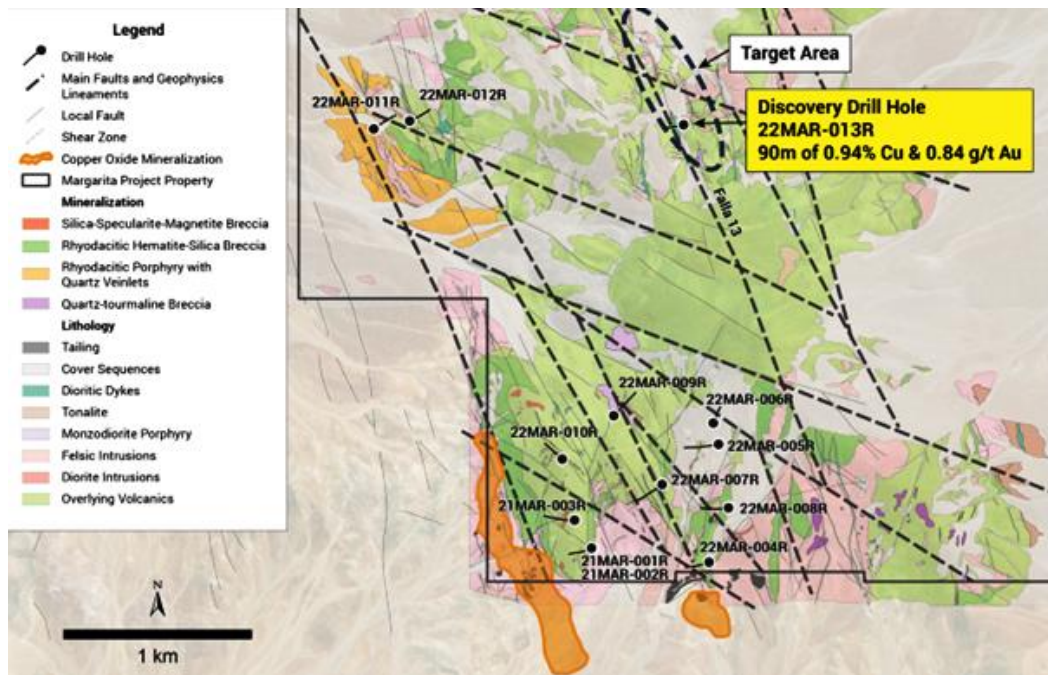 Legend
Drill Hole
Main Faults and Geophysics
Lineaments
Local Fault
Shear Zone
Copper Oxide Mineralization
Margarita Project Property
Mineralization
Silica-Specularite-Magnetite Breccia
Rhyodacitic Hematite-Silica Breccia
Rhyodacitic Porphyry with
Quartz Veinlets
Quartz-tourmaline Breccia
Lithology
Tailing
Cover Sequences
Dioritic Dykes
Tonalite
Monzodiorite Porphyry
Felsic Intrusions
Diorite Intrusions
Overlying Volcanics
N
1 km
Target Area
Discovery Drill Hole
22MAR-013R
90m of 0.94% Cu & 0.84 g/t Au
22MAR-011R
22MAR-012R
Falla 13
22MAR-009R
22MAR-006R
22MAR-010R
22MAR-005R
22MAR-007R
21MAR-003R
22MAR-008R
22MAR-004R
21MAR-001R
21MAR-002R